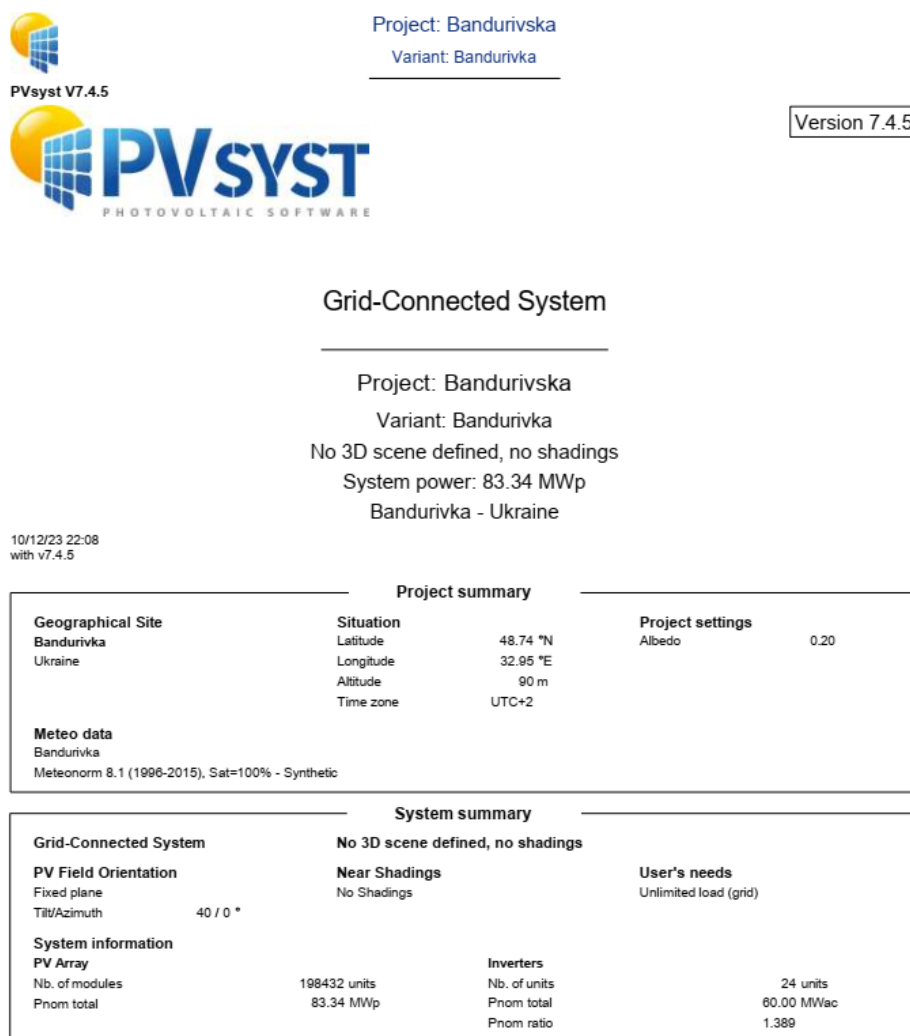 Project: Bandurivska
Variant: Bandurivka
PVsyst V7.4.5
Version 7.4.5
PVSYST
PHOTOVOLTAIC SOFTWARE
Grid-Connected System
Project: Bandurivska
Variant: Bandurivka
No 3D scene defined, no shadings
System power: 83.34 MWp
Bandurivka - Ukraine
10/12/23 22:08
with v7.4.5
Project summary
Geographical Site Situation Project settings
Bandurivka Latitude 48.74 °N Albedo 0.20
Ukraine Longitude 32.95 °E
Altitude 90 m
Time zone UTC+2
Meteo data
Bandurivka
Meteonorm 8.1 (1996-2015), Sat=100% - Synthetic
System summary
Grid-Connected System No 3D scene defined, no shadings
PV Field Orientation Near Shadings User's needs
Fixed plane No Shadings Unlimited load (grid)
Tilt/Azimuth 40 / 0 °
System information
PV Array Inverters
Nb. of modules 198432 units Nb. of units 24 units
Pnom total 83.34 MWp Pnom total 60.00 MWac
Pnom ratio 1.389